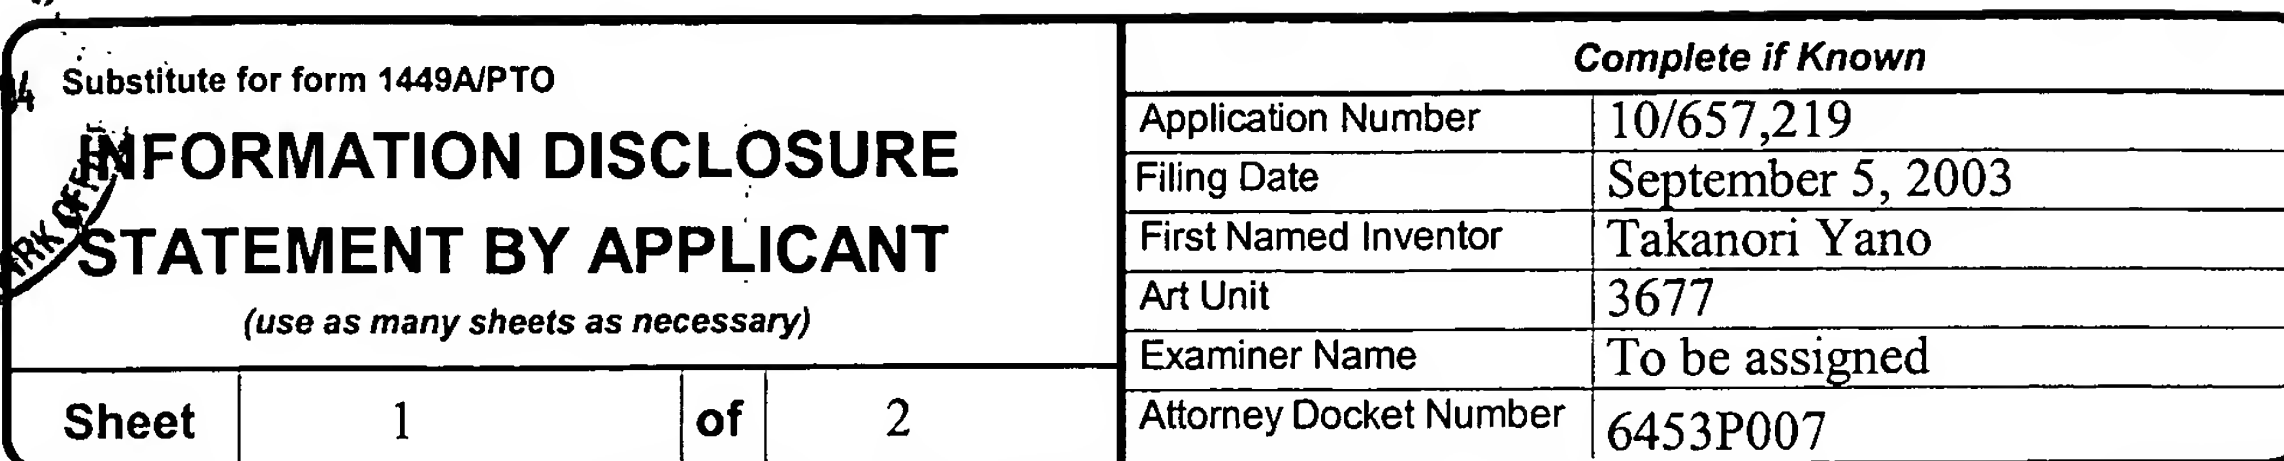 Substitute for form 1449A/PTO
INFORMATION DISCLOSURE
STATEMENT BY APPLICANT
(use as many sheets as necessary)
Sheet 1 of 2
Complete if Known
Application Number 10/657,219
Filing Date September 5, 2003
First Named Inventor Takanori Yano
Art Unit 3677
Examiner Name To be assigned
Attorney Docket Number 6453P007